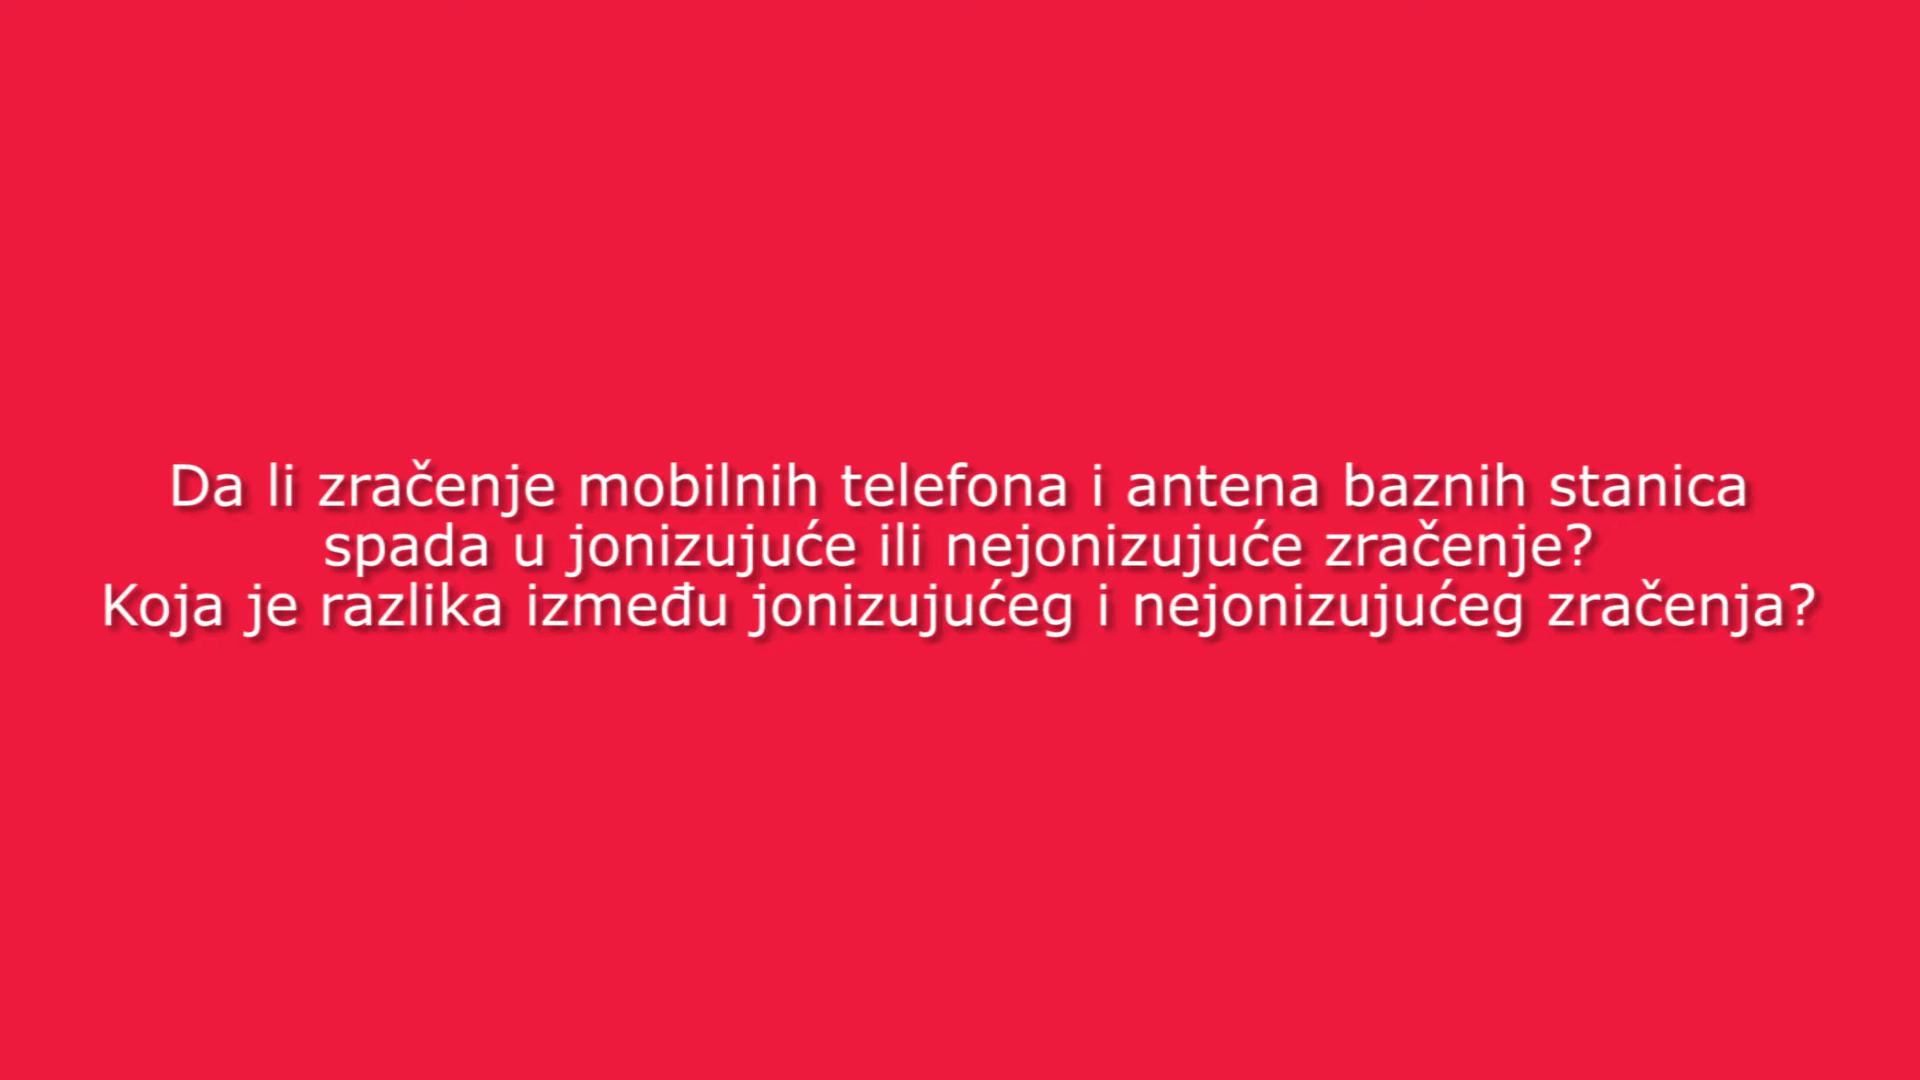 Da li zračenje mobilnih telefona i antena baznih stanica
spada u jonizujuće ili nejonizujuće zračenje?
Koja je razlika između jonizujućeg i nejonizujućeg zračenja?